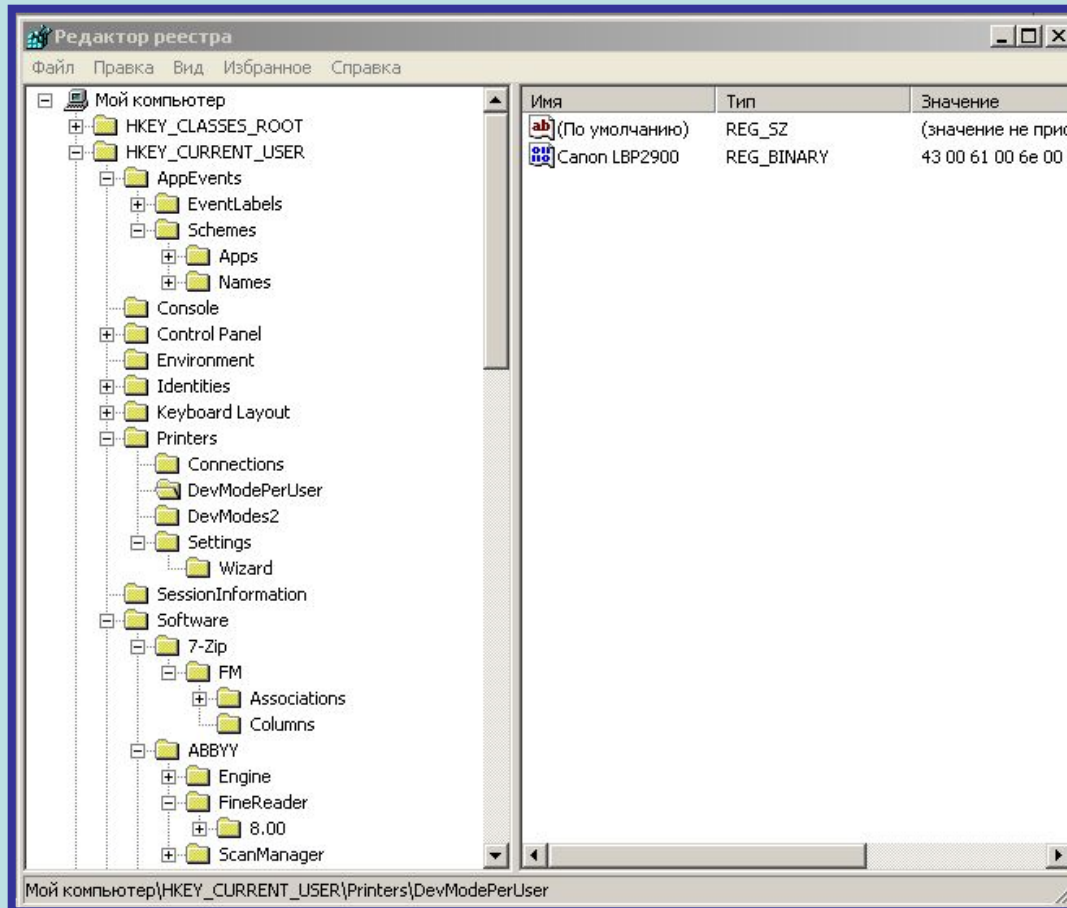 Редактор реестра
Файл Правка Вид Избранное Справка
Мой компьютер
HKEY_CLASSES_ROOT
HKEY_CURRENT_USER
AppEvents
EventLabels
Schemes
Apps
Names
Console
Control Panel
Environment
Identities
Keyboard Layout
Printers
Connections
DevModePerUser
DevModes2
Settings
Wizard
SessionInformation
Software
7-Zip
FM
Associations
Columns
ABBYY
Engine
FineReader
8.00
ScanManager
Имя Тип Значение
ab (По умолчанию) REG_SZ (значение не прис
Canon LBP2900 REG_BINARY 43 00 61 00 6e 00
Мой компьютер\HKEY_CURRENT_USER\Printers\DevModePerUser